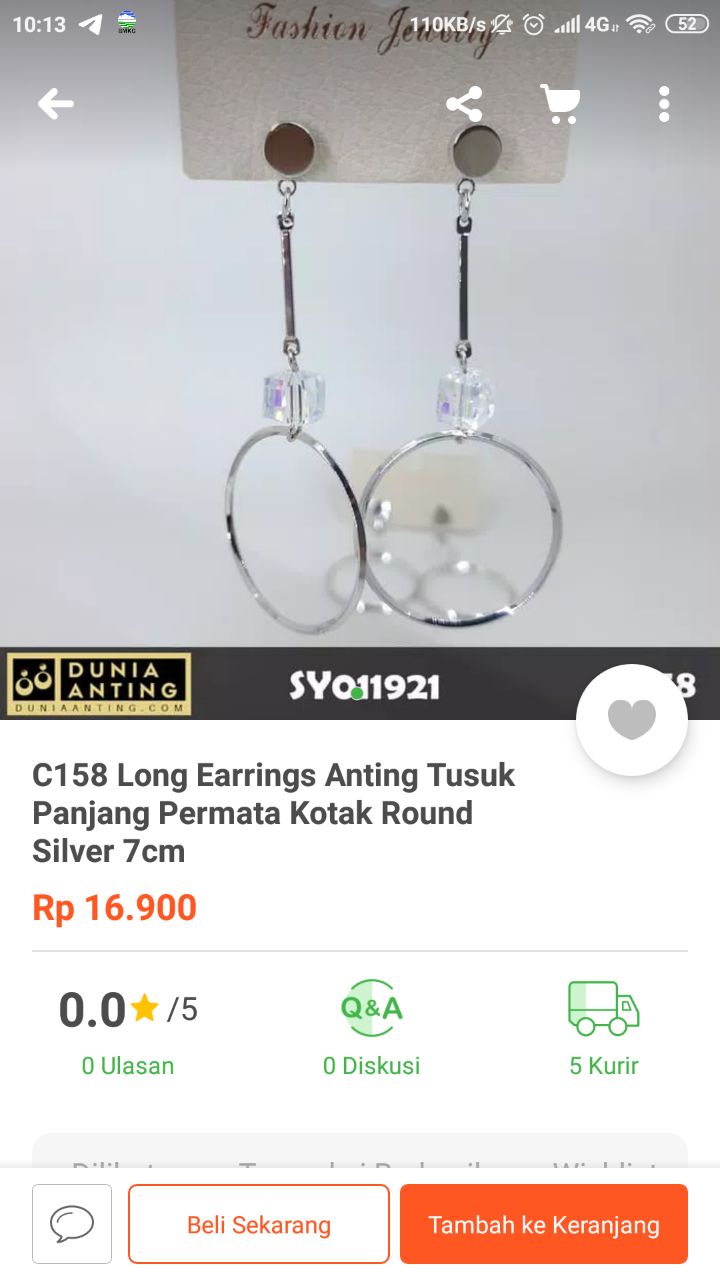 10:13
BMKG
110KB/s
4G
52
Fashion Jewelry
DUNIA
ANTING
DUNIAANTING.COM
SYO11921
C158 Long Earrings Anting Tusuk
Panjang Permata Kotak Round
Silver 7cm
Rp 16.900
0.0 /5
Q&A
0 Ulasan
0 Diskusi
5 Kurir
Beli Sekarang
Tambah ke Keranjang